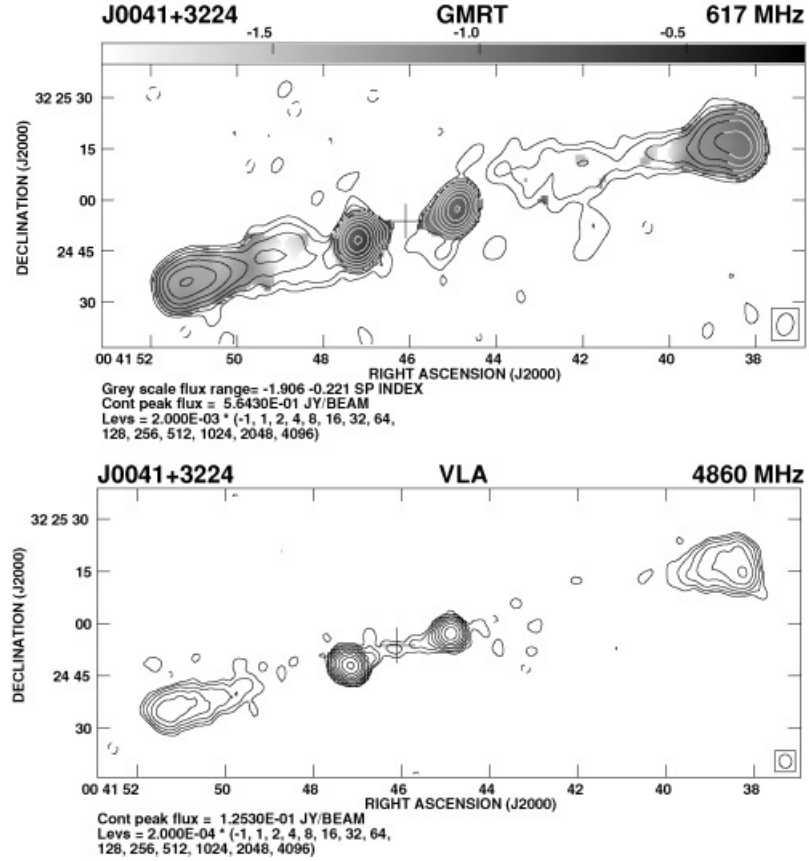 J0041+3224 GMRT 617 MHz
-1.5 -1.0 -0.5
32 25 30
15
00
24 45
30
DECLINATION (J2000)
00 41 52 50 48 46 44 42 40 38
RIGHT ASCENSION (J2000)
Grey scale flux range= -1.906 -0.221 SP INDEX
Cont peak flux = 5.6430E-01 JY/BEAM
Levs = 2.000E-03 * (-1, 1, 2, 4, 8, 16, 32, 64,
128, 256, 512, 1024, 2048, 4096)
J0041+3224 VLA 4860 MHz
32 25 30
15
00
24 45
30
DECLINATION (J2000)
00 41 52 50 48 46 44 42 40 38
RIGHT ASCENSION (J2000)
Cont peak flux = 1.2530E-01 JY/BEAM
Levs = 2.000E-04 * (-1, 1, 2, 4, 8, 16, 32, 64,
128, 256, 512, 1024, 2048, 4096)